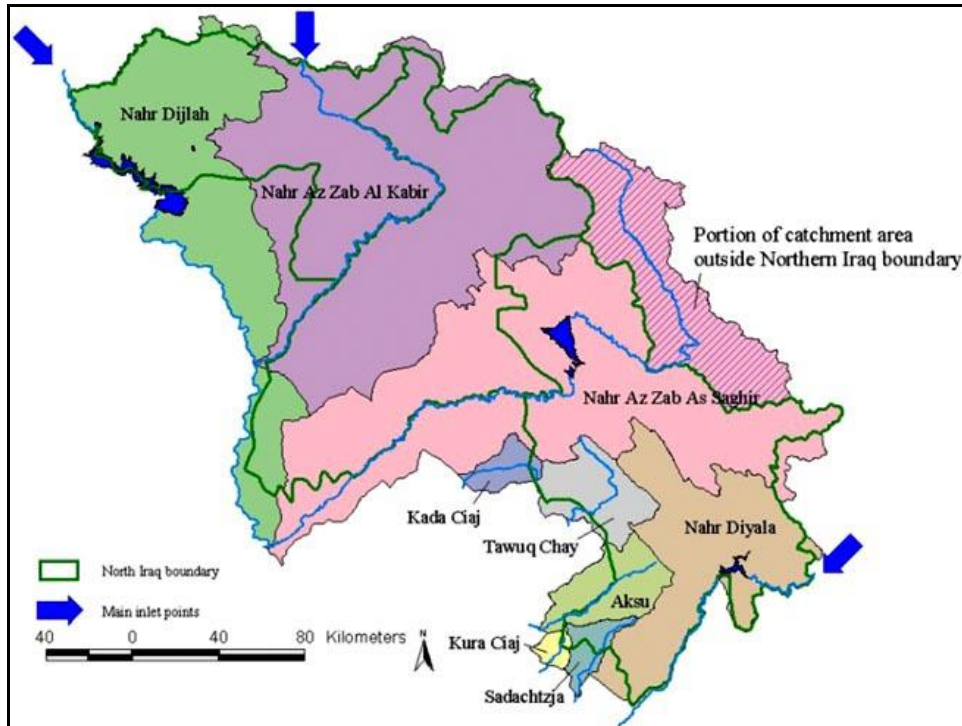 Nahr Dijlah
Nahr Az Zab Al Kabir
Portion of catchment area
outside Northern Iraq boundary
Nahr Az Zab As Saghir
Kada Ciaj
Tawuq Chay
Nahr Diyala
Aksu
Kura Ciaj
Sadachtzja
North Iraq boundary
Main inlet points
40 0 40 80 Kilometers
N